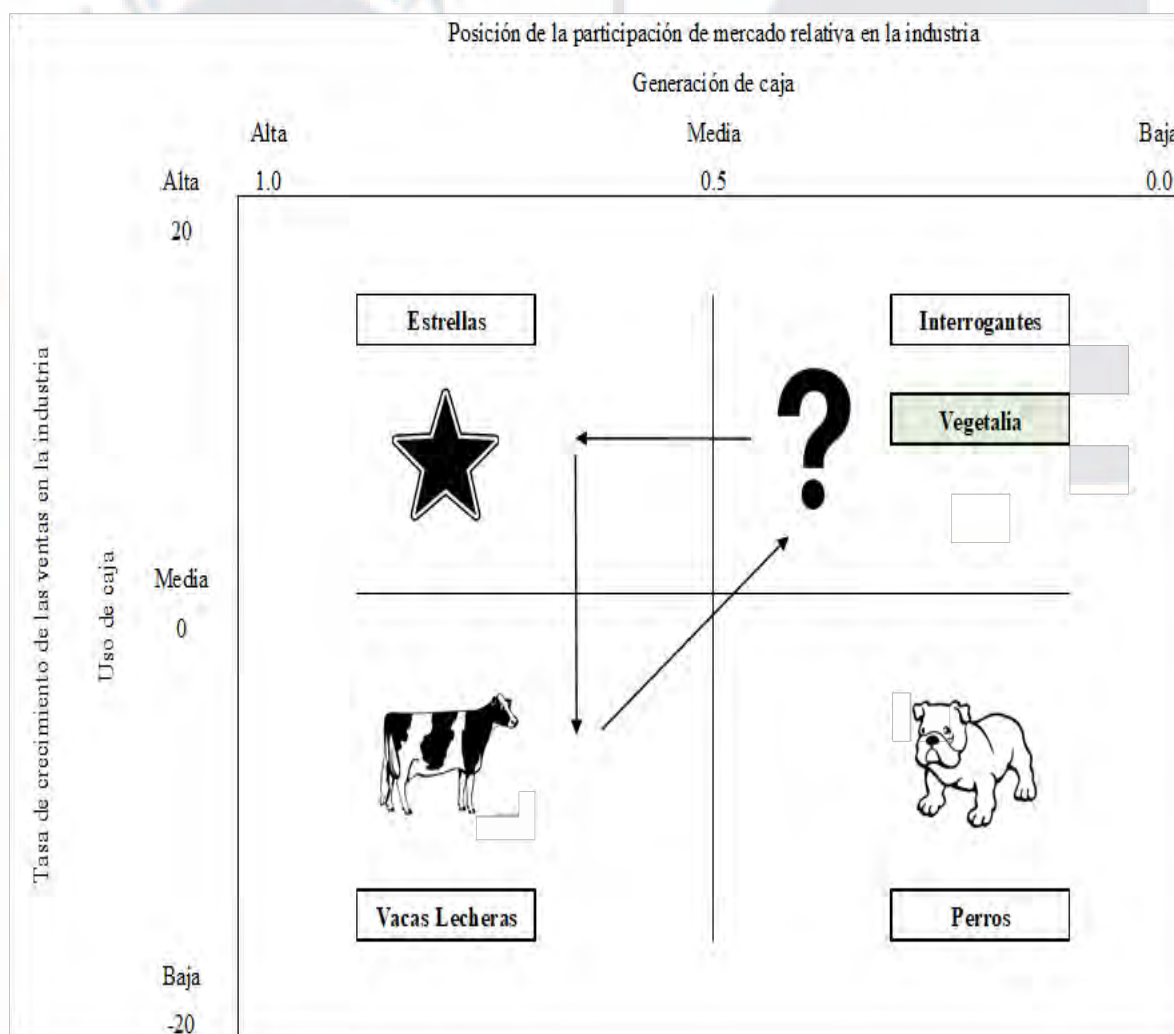 Posición de la participación de mercado relativa en la industria
Generación de caja
Alta Media Baja
Alta 1.0 0.5 0.0
20
Estrellas Interrogantes
Vegetalia
?
Tasa de crecimiento de las ventas en la industria
Uso de caja
Media
0
Vacas Lecheras Perros
Baja
-20